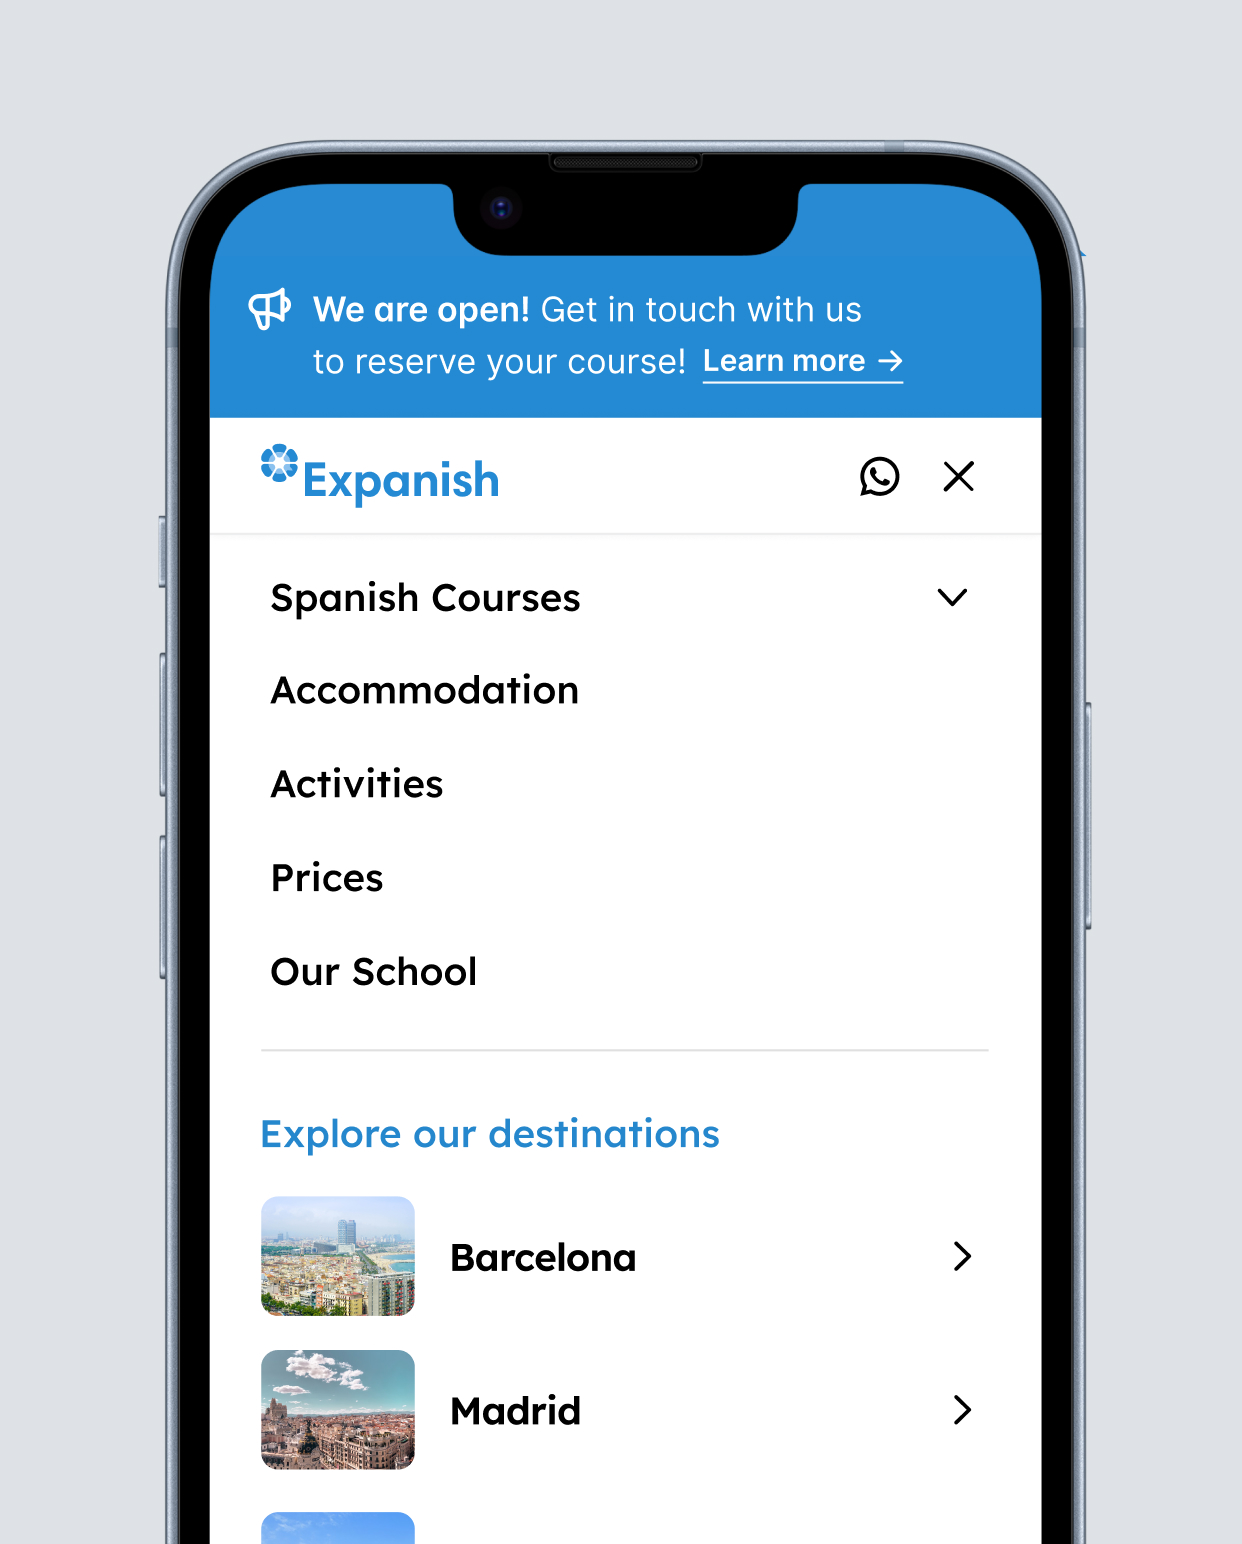 We are open! Get in touch with us
to reserve your course! Learn more →
Expanish
Spanish Courses
Accommodation
Activities
Prices
Our School
Explore our destinations
Barcelona
Madrid